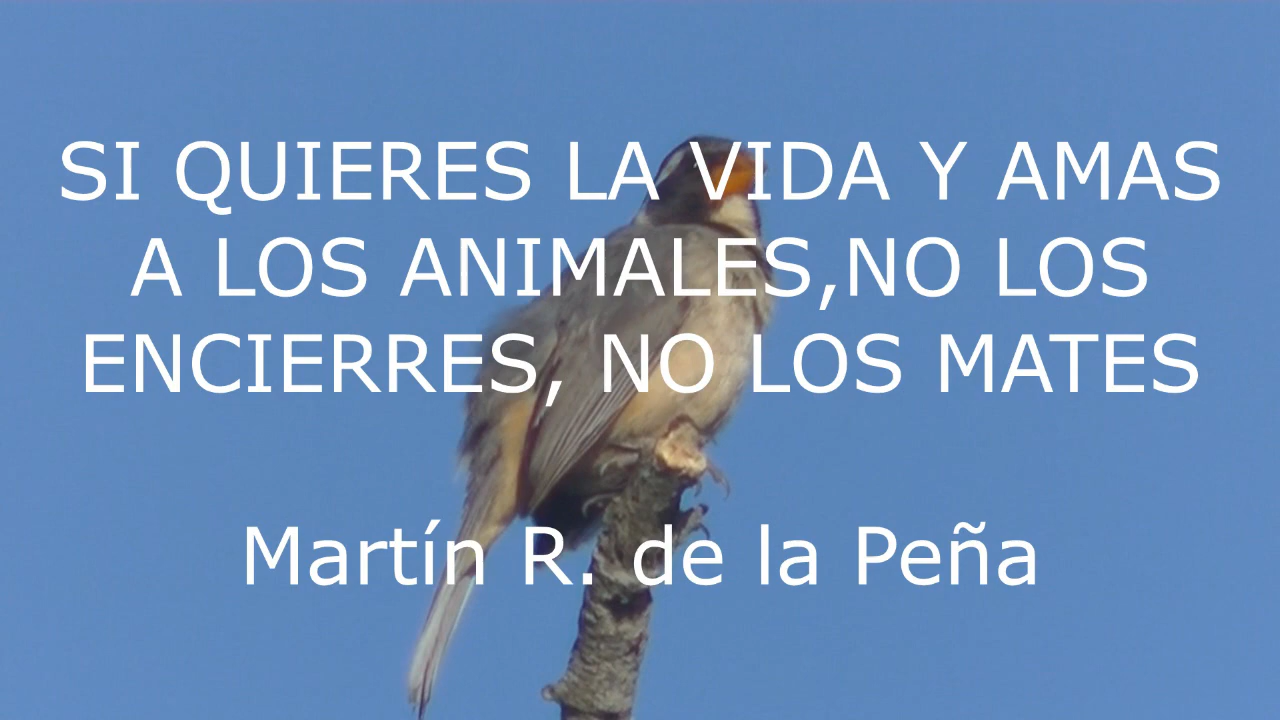 SI QUIERES LA VIDA Y AMAS
A LOS ANIMALES,NO LOS
ENCIERRES, NO LOS MATES
Martín R. de la Peña